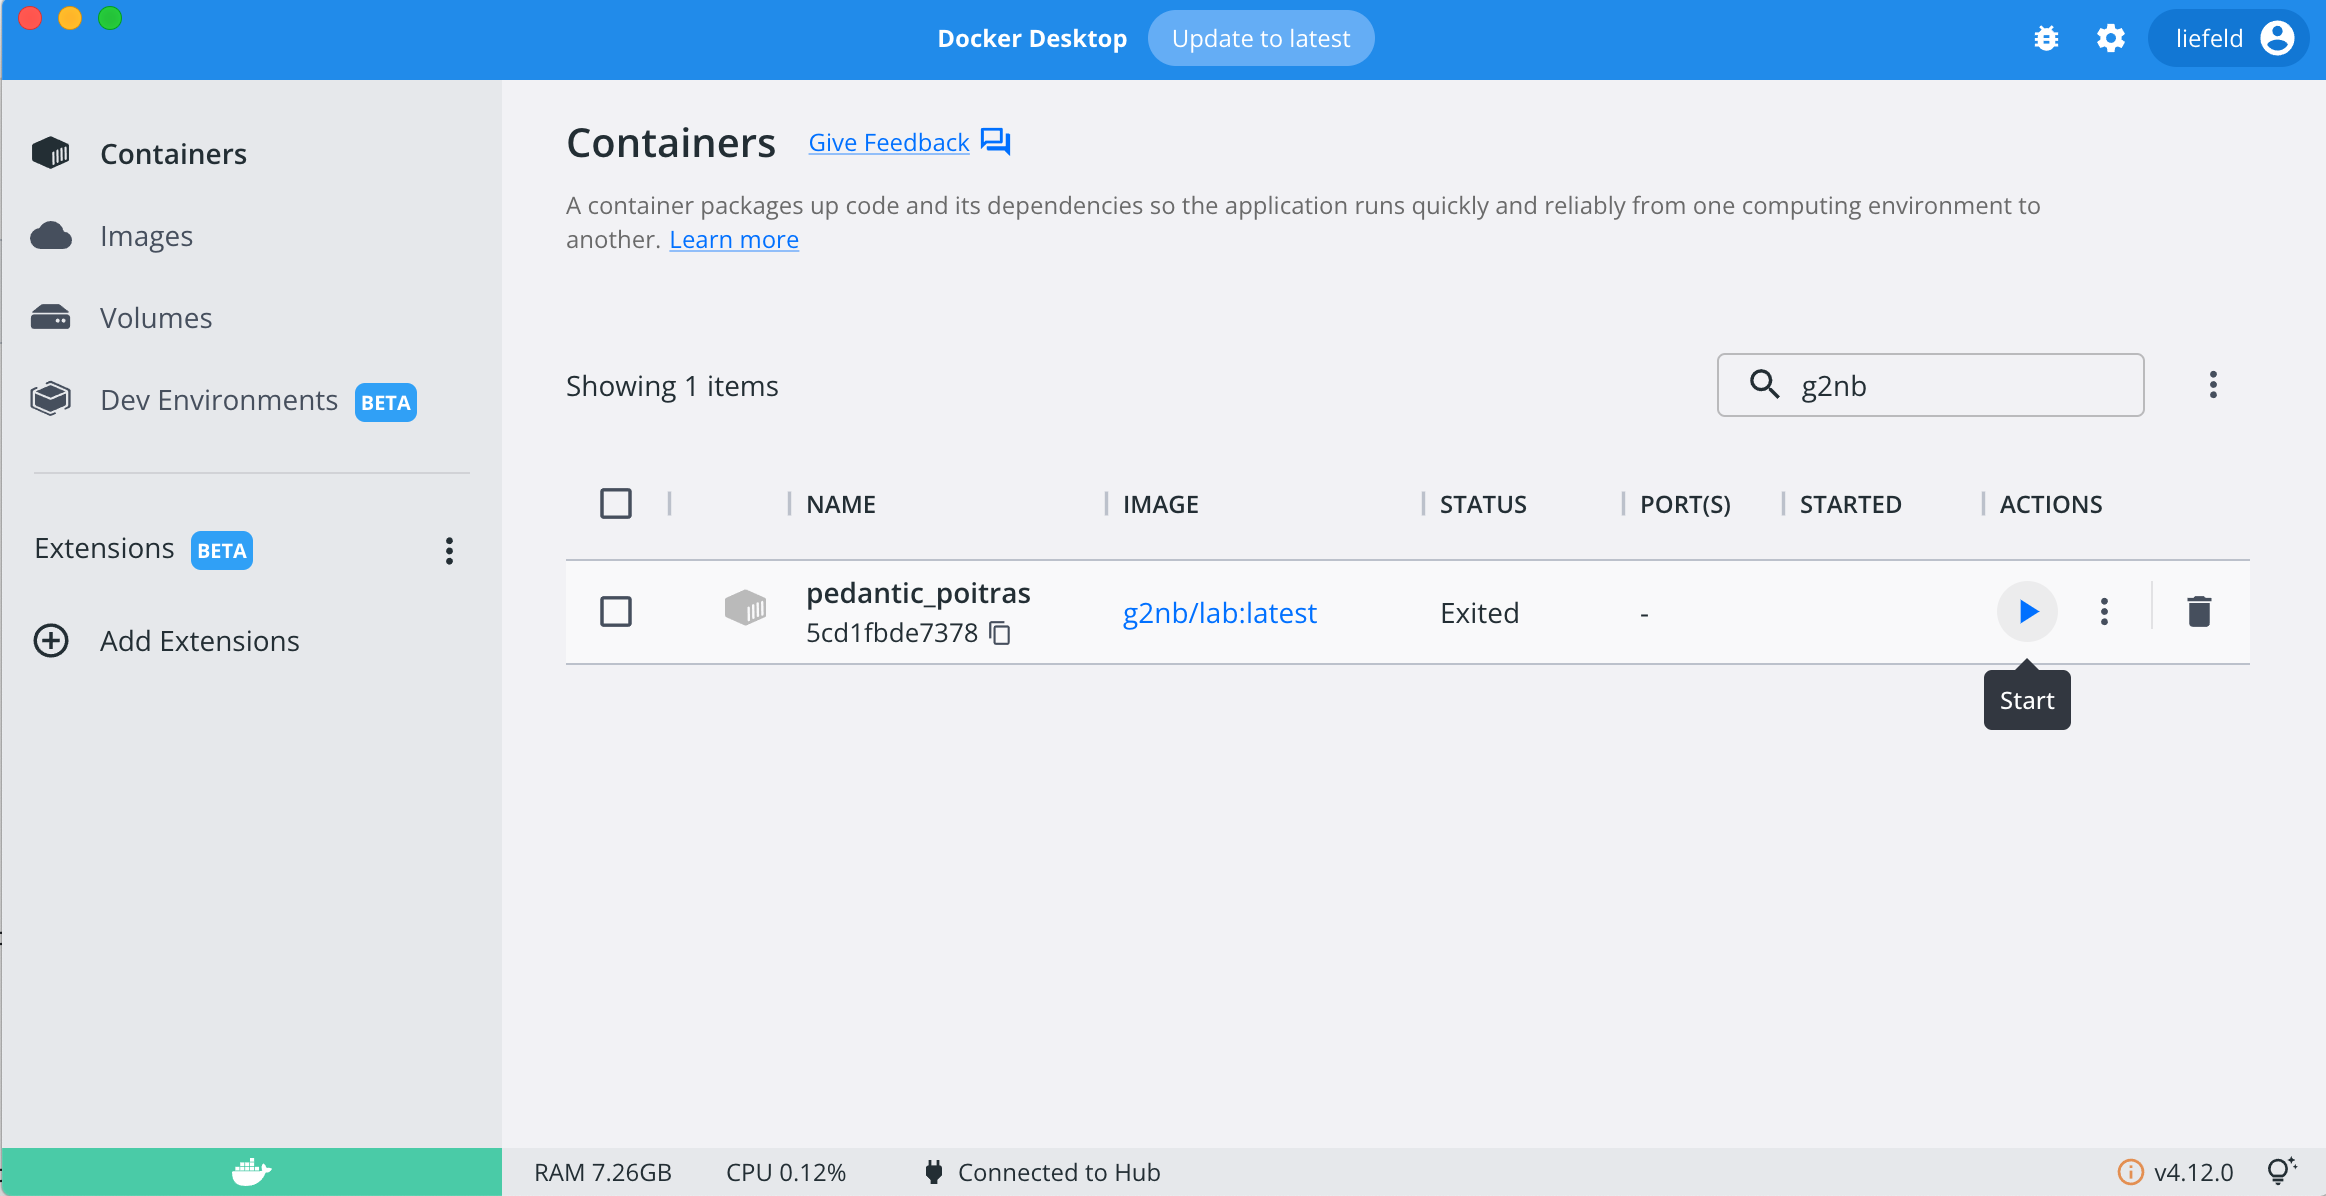 Docker Desktop Update to latest liefeld
Containers
Images
Volumes
Dev Environments BETA
Extensions BETA
Add Extensions
Containers Give Feedback
A container packages up code and its dependencies so the application runs quickly and reliably from one computing environment to
another. Learn more
Showing 1 items g2nb
NAME IMAGE STATUS PORT(S) STARTED ACTIONS
pedantic_poitras
5cd1fbde7378
g2nb/lab:latest Exited -
Start
RAM 7.26GB CPU 0.12% Connected to Hub v4.12.0